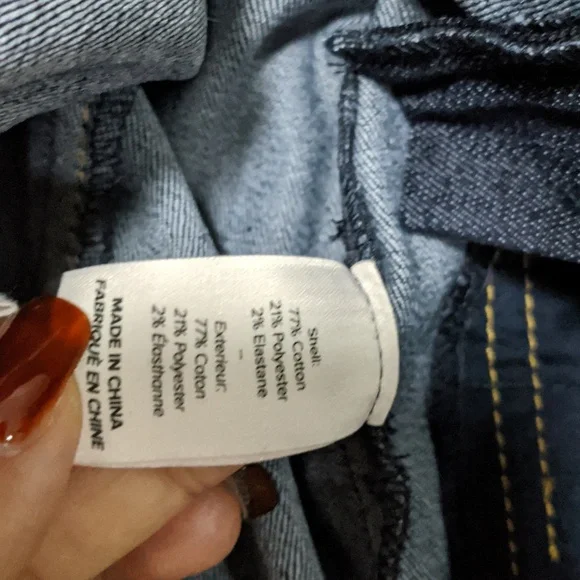 Shell:
77% Cotton
21% Polyester
2% Elastane
–
Exterieur:
77% Coton
21% Polyester
2% Élasthanne
MADE IN CHINA
FABRIQUÉ EN CHINE